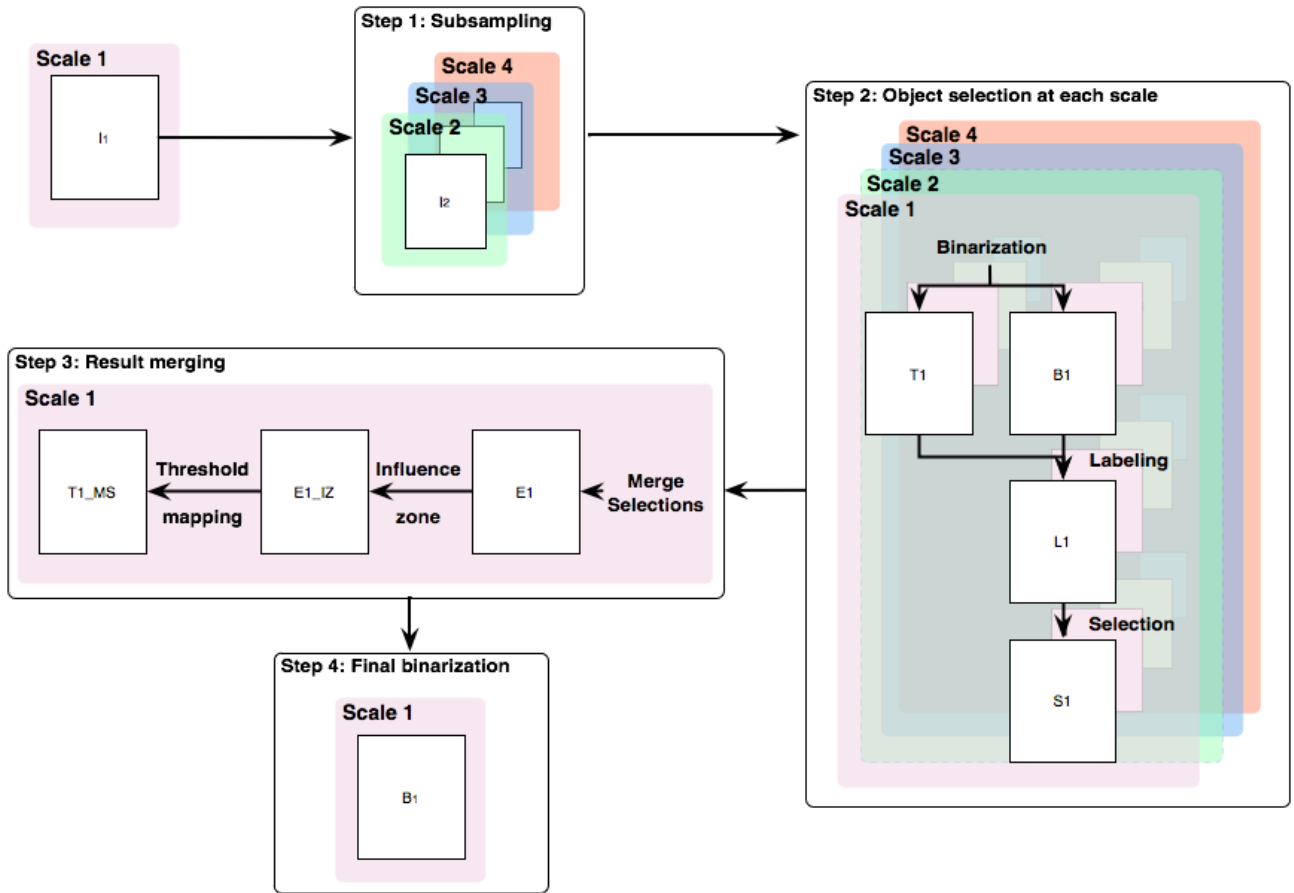 Step 1: Subsampling
Scale 1
I1
Scale 4
Scale 3
Scale 2
I2
Step 2: Object selection at each scale
Scale 4
Scale 3
Scale 2
Scale 1
Binarization
T1
B1
Labeling
L1
Selection
S1
Step 3: Result merging
Scale 1
T1_MS
Threshold
mapping
E1_IZ
Influence
zone
E1
Merge
Selections
Step 4: Final binarization
Scale 1
B1